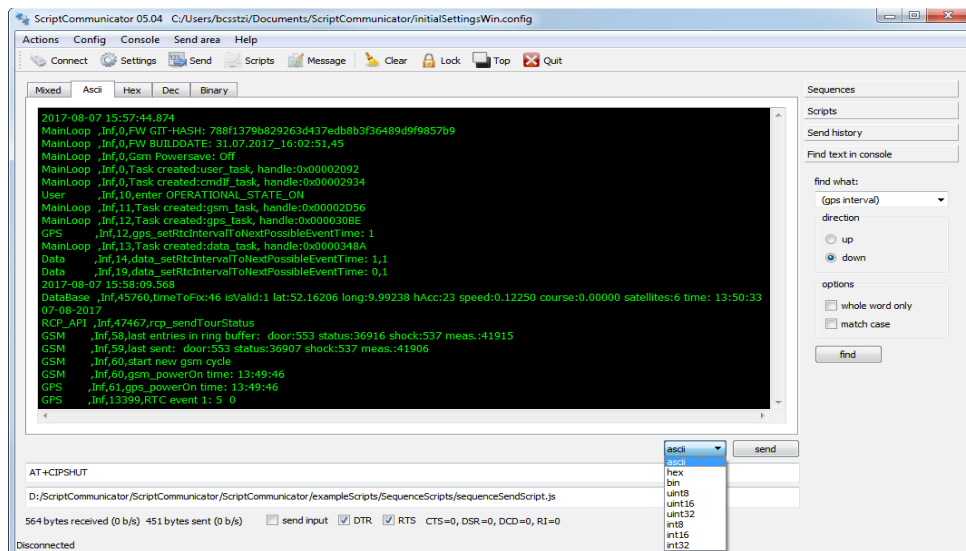 ScriptCommunicator 05.04 C:/Users/bcsstzi/Documents/ScriptCommunicator/initialSettingsWin.config
Actions Config Console Send area Help
Connect Settings Send Scripts Message Clear Lock Top Quit
Mixed Ascii Hex Dec Binary
2017-08-07 15:57:44.874
MainLoop ,Inf,0,FW GIT-HASH: 788f1379b829263d437edb8b3f36489d9f9857b9
MainLoop ,Inf,0,FW BUILDDATE: 31.07.2017_16:02:51,45
MainLoop ,Inf,0,Gsm Powersave: Off
MainLoop ,Inf,0,Task created:user_task, handle:0x00002092
MainLoop ,Inf,0,Task created:cmdIf_task, handle:0x00002934
User ,Inf,10,enter OPERATIONAL_STATE_ON
MainLoop ,Inf,11,Task created:gsm_task, handle:0x00002D56
MainLoop ,Inf,12,Task created:gps_task, handle:0x000030BE
GPS ,Inf,12,gps_setRtcIntervalToNextPossibleEventTime: 1
MainLoop ,Inf,13,Task created:data_task, handle:0x0000348A
Data ,Inf,14,data_setRtcIntervalToNextPossibleEventTime: 1,1
Data ,Inf,19,data_setRtcIntervalToNextPossibleEventTime: 0,1
2017-08-07 15:58:09.568
DataBase ,Inf,45760,timeToFix:46 isValid:1 lat:52.16206 long:9.99238 hAcc:23 speed:0.12250 course:0.00000 satellites:6 time: 13:50:33
07-08-2017
RCP_API ,Inf,47467,rcp_sendTourStatus
GSM ,Inf,58,last entries in ring buffer: door:553 status:36916 shock:537 meas.:41915
GSM ,Inf,59,last sent: door:553 status:36907 shock:537 meas.:41906
GSM ,Inf,60,start new gsm cycle
GSM ,Inf,60,gsm_powerOn time: 13:49:46
GPS ,Inf,61,gps_powerOn time: 13:49:46
GPS ,Inf,13399,RTC event 1: 5 0
Sequences
Scripts
Send history
Find text in console
find what:
(gps interval)
direction
up
down
options
whole word only
match case
find
ascii send
ascii
hex
bin
uint8
uint16
uint32
int8
int16
int32
AT+CIPSHUT
D:/ScriptCommunicator/ScriptCommunicator/ScriptCommunicator/exampleScripts/SequenceScripts/sequenceSendScript.js
564 bytes received (0 b/s) 451 bytes sent (0 b/s) send input DTR RTS CTS=0, DSR=0, DCD=0, RI=0
Disconnected